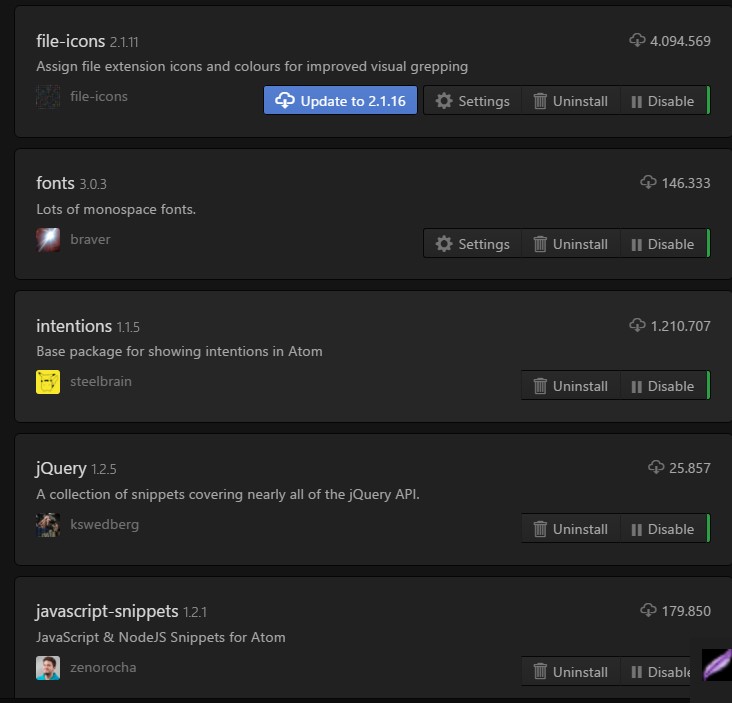 file-icons 2.1.11 4.094.569
Assign file extension icons and colours for improved visual grepping
file-icons Update to 2.1.16 Settings Uninstall Disable
fonts 3.0.3 146.333
Lots of monospace fonts.
braver Settings Uninstall Disable
intentions 1.1.5 1.210.707
Base package for showing intentions in Atom
steelbrain Uninstall Disable
jQuery 1.2.5 25.857
A collection of snippets covering nearly all of the jQuery API.
kswedberg Uninstall Disable
javascript-snippets 1.2.1 179.850
JavaScript & NodeJS Snippets for Atom
zenorocha Uninstall Disable